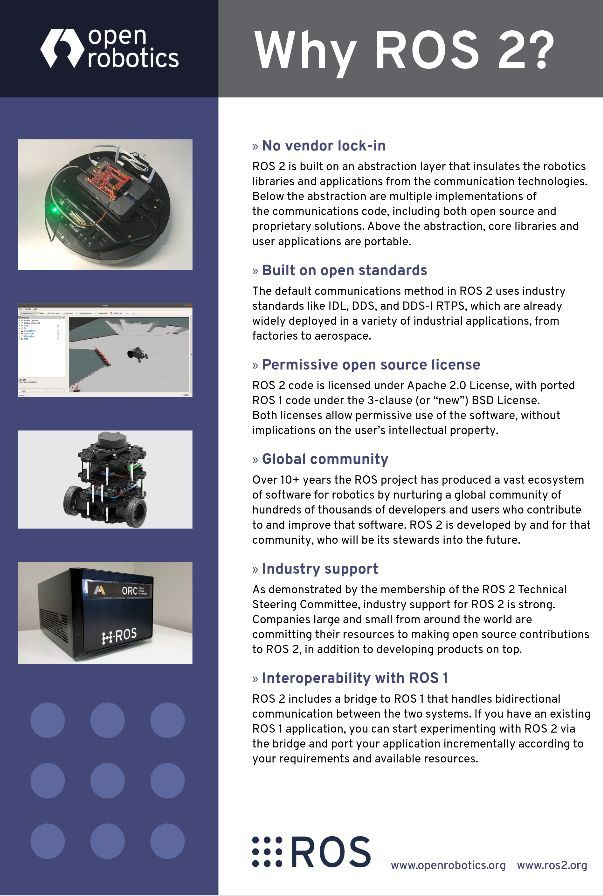 open
robotics
Why ROS 2?
» No vendor lock-in
ROS 2 is built on an abstraction layer that insulates the robotics
libraries and applications from the communication technologies.
Below the abstraction are multiple implementations of
the communications code, including both open source and
proprietary solutions. Above the abstraction, core libraries and
user applications are portable.
» Built on open standards
The default communications method in ROS 2 uses industry
standards like IDL, DDS, and DDS-I RTPS, which are already
widely deployed in a variety of industrial applications, from
factories to aerospace.
» Permissive open source license
ROS 2 code is licensed under Apache 2.0 License, with ported
ROS 1 code under the 3-clause (or “new”) BSD License.
Both licenses allow permissive use of the software, without
implications on the user’s intellectual property.
» Global community
Over 10+ years the ROS project has produced a vast ecosystem
of software for robotics by nurturing a global community of
hundreds of thousands of developers and users who contribute
to and improve that software. ROS 2 is developed by and for that
community, who will be its stewards into the future.
» Industry support
As demonstrated by the membership of the ROS 2 Technical
Steering Committee, industry support for ROS 2 is strong.
Companies large and small from around the world are
committing their resources to making open source contributions
to ROS 2, in addition to developing products on top.
» Interoperability with ROS 1
ROS 2 includes a bridge to ROS 1 that handles bidirectional
communication between the two systems. If you have an existing
ROS 1 application, you can start experimenting with ROS 2 via
the bridge and port your application incrementally according to
your requirements and available resources.
ORC
H-ROS
ROS
www.openrobotics.org www.ros2.org